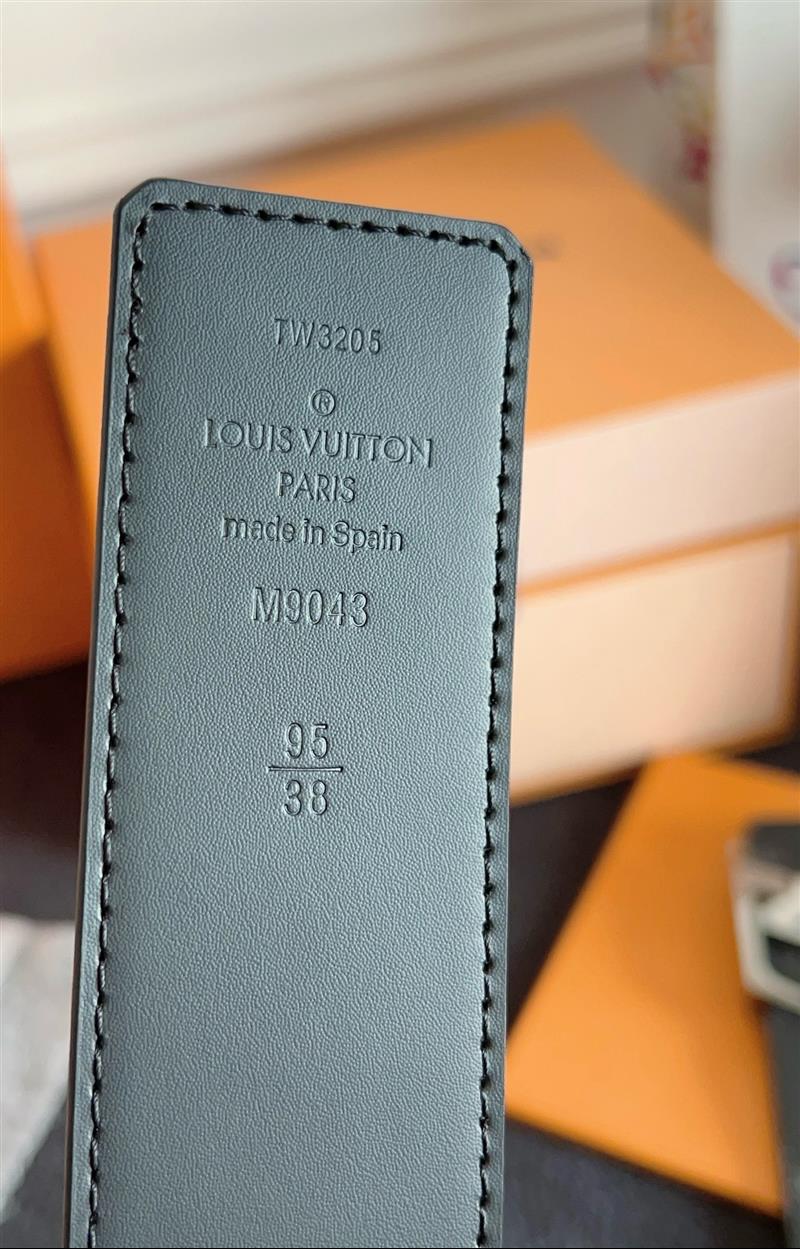 TW3205
®
LOUIS VUITTON
PARIS
made in Spain
M9043
95
38